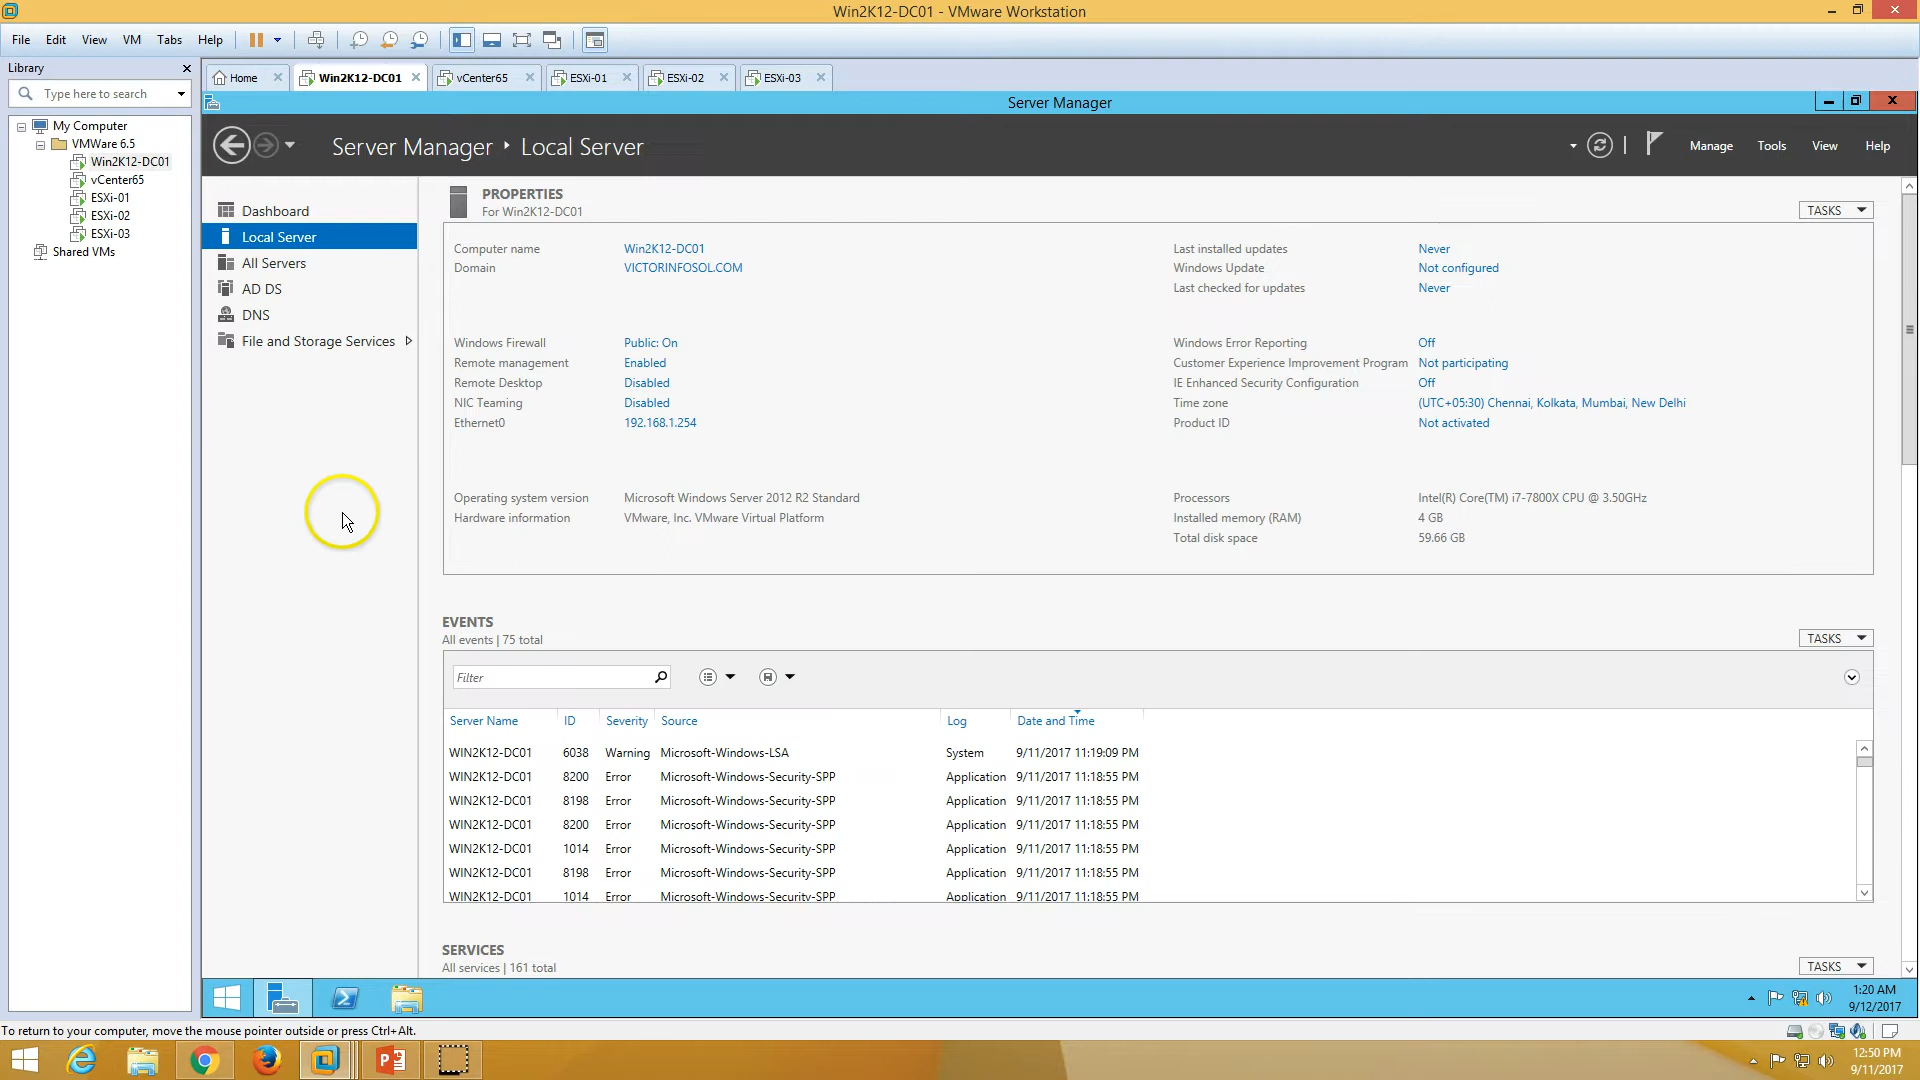 Win2K12-DC01 - VMware Workstation
File Edit View VM Tabs Help
Library
Type here to search
My Computer
VMWare 6.5
Win2K12-DC01
vCenter65
ESXi-01
ESXi-02
ESXi-03
Shared VMs
Home Win2K12-DC01 vCenter65 ESXi-01 ESXi-02 ESXi-03
Server Manager
Server Manager Local Server
Manage Tools View Help
Dashboard
Local Server
All Servers
AD DS
DNS
File and Storage Services
PROPERTIES
For Win2K12-DC01
TASKS
Computer name Win2K12-DC01
Domain VICTORINFOSOL.COM
Last installed updates Never
Windows Update Not configured
Last checked for updates Never
Windows Firewall Public: On
Remote management Enabled
Remote Desktop Disabled
NIC Teaming Disabled
Ethernet0 192.168.1.254
Windows Error Reporting Off
Customer Experience Improvement Program Not participating
IE Enhanced Security Configuration Off
Time zone (UTC+05:30) Chennai, Kolkata, Mumbai, New Delhi
Product ID Not activated
Operating system version Microsoft Windows Server 2012 R2 Standard
Hardware information VMware, Inc. VMware Virtual Platform
Processors Intel(R) Core(TM) i7-7800X CPU @ 3.50GHz
Installed memory (RAM) 4 GB
Total disk space 59.66 GB
EVENTS
All events | 75 total
TASKS
Filter
Server Name ID Severity Source Log Date and Time
WIN2K12-DC01 6038 Warning Microsoft-Windows-LSA System 9/11/2017 11:19:09 PM
WIN2K12-DC01 8200 Error Microsoft-Windows-Security-SPP Application 9/11/2017 11:18:55 PM
WIN2K12-DC01 8198 Error Microsoft-Windows-Security-SPP Application 9/11/2017 11:18:55 PM
WIN2K12-DC01 8200 Error Microsoft-Windows-Security-SPP Application 9/11/2017 11:18:55 PM
WIN2K12-DC01 1014 Error Microsoft-Windows-Security-SPP Application 9/11/2017 11:18:55 PM
WIN2K12-DC01 8198 Error Microsoft-Windows-Security-SPP Application 9/11/2017 11:18:55 PM
WIN2K12-DC01 1014 Error Microsoft-Windows-Security-SPP Application 9/11/2017 11:18:55 PM
SERVICES
All services | 161 total
TASKS
1:20 AM
9/12/2017
To return to your computer, move the mouse pointer outside or press Ctrl+Alt.
12:50 PM
9/11/2017